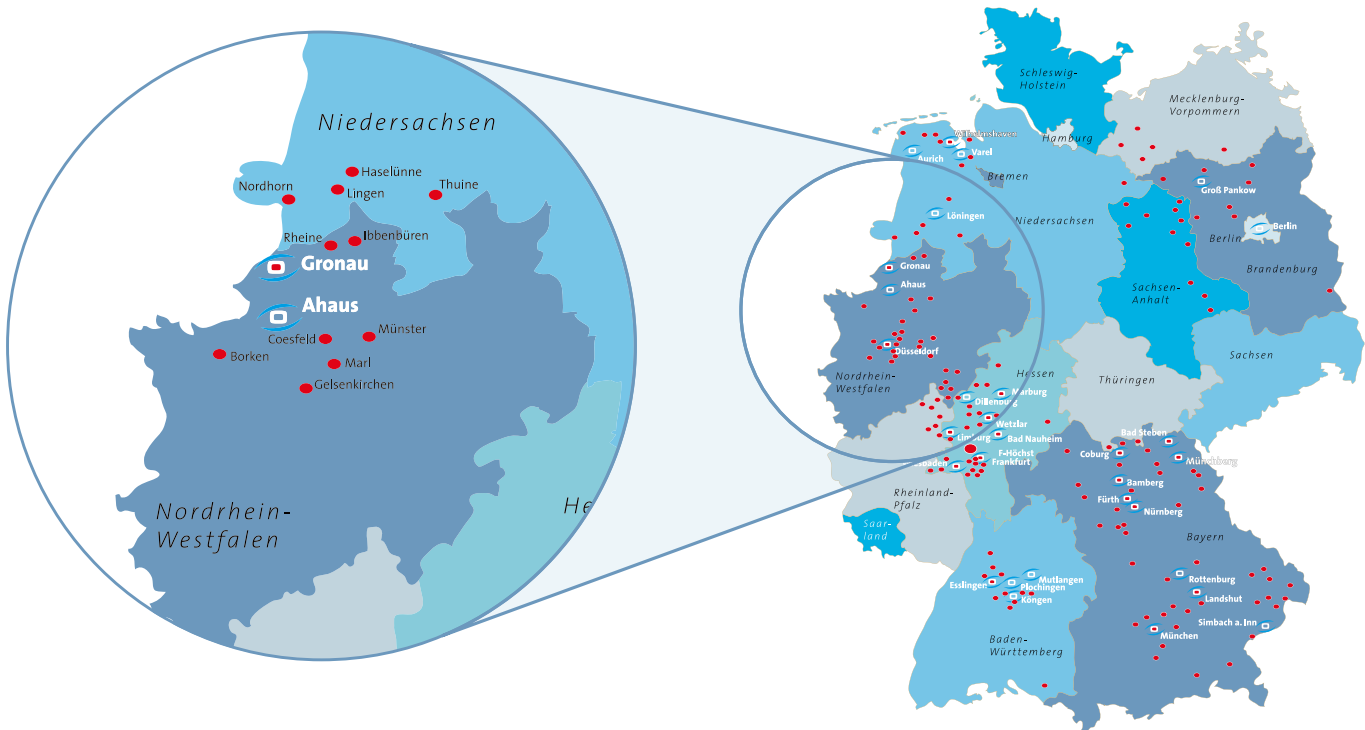 Niedersachsen
Haselünne
Nordhorn
Lingen
Thuine
Rheine
Ibbenbüren
Gronau
Ahaus
Coesfeld
Münster
Borken
Marl
Gelsenkirchen
Nordrhein-
Westfalen
He
Schleswig-
Holstein
Mecklenburg-
Vorpommern
Hamburg
Wilhelmshaven
Aurich
Varel
Bremen
Groß Pankow
Löningen
Niedersachsen
Berlin
Berlin
Gronau
Brandenburg
Ahaus
Sachsen-
Anhalt
Düsseldorf
Nordrhein-
Westfalen
Hessen
Thüringen
Sachsen
Marburg
Dillenburg
Wetzlar
Limburg
Bad Nauheim
Bad Steben
Coburg
Münchberg
F-Höchst
Frankfurt
sbaden
Bamberg
Rheinland-
Pfalz
Fürth
Nürnberg
Saar-
land
Bayern
Esslingen
Mutlangen
Plochingen
Köngen
Rottenburg
Landshut
Simbach a. Inn
München
Baden-
Württemberg